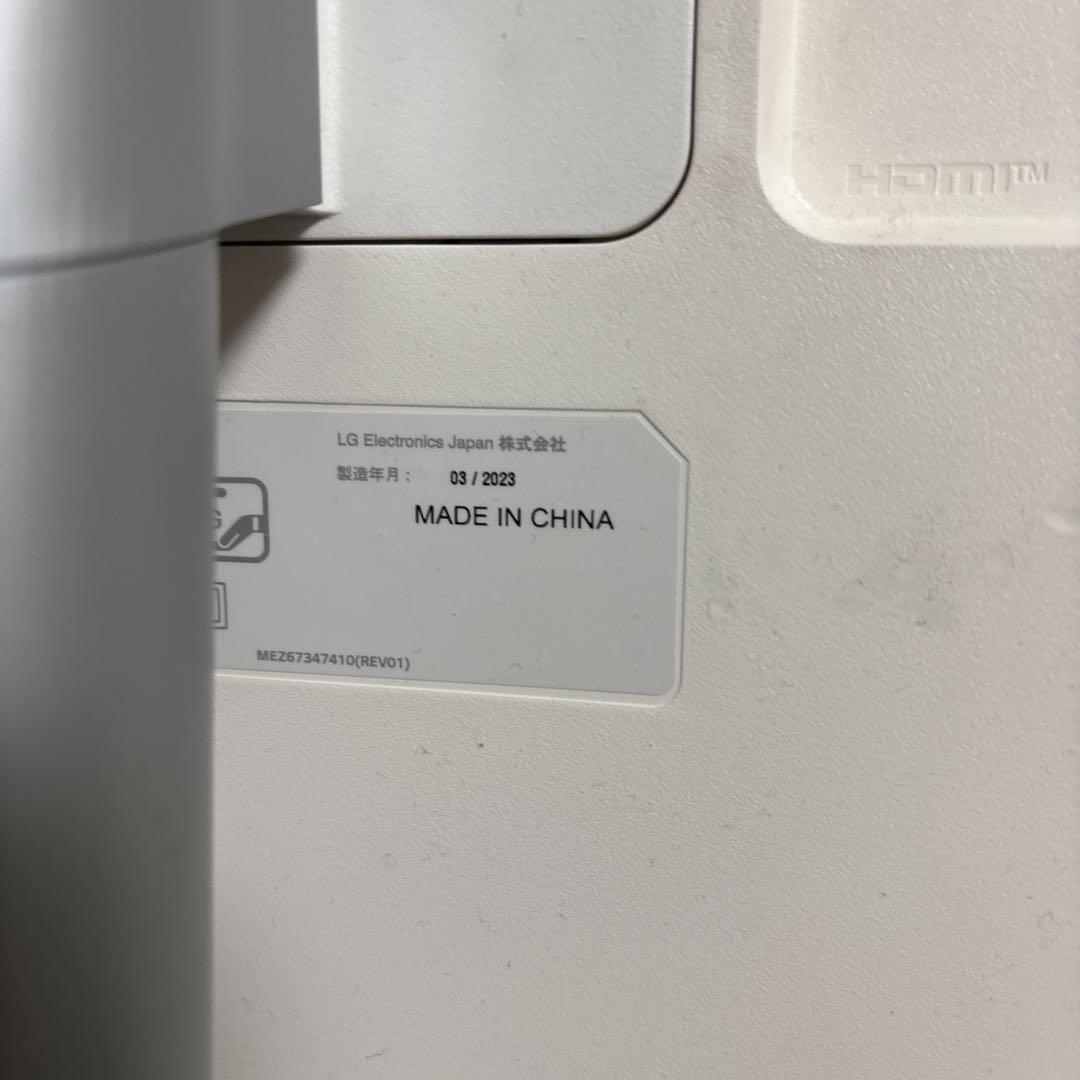 HDMI™
LG Electronics Japan 株式会社
製造年月： 03 / 2023
MADE IN CHINA
G
MEZ67347410(REV01)